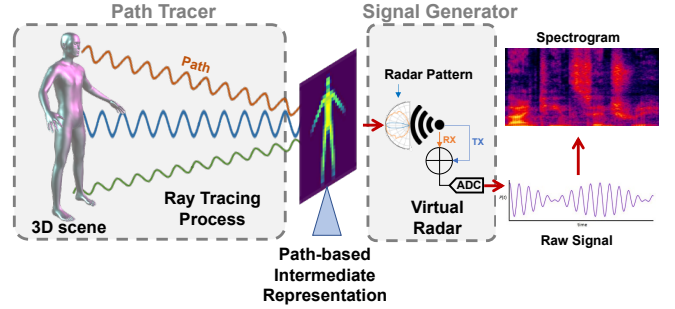 Path Tracer
Signal Generator
Spectrogram
Path
Radar Pattern
RX
TX
ADC
Ray Tracing
Process
3D scene
Virtual
Radar
time
Raw Signal
Path-based
Intermediate
Representation